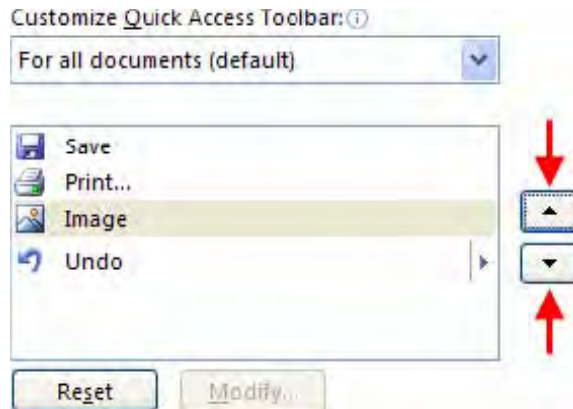 Customize Quick Access Toolbar:
For all documents (default)
Save
Print...
Image
Undo
Reset
Modify...